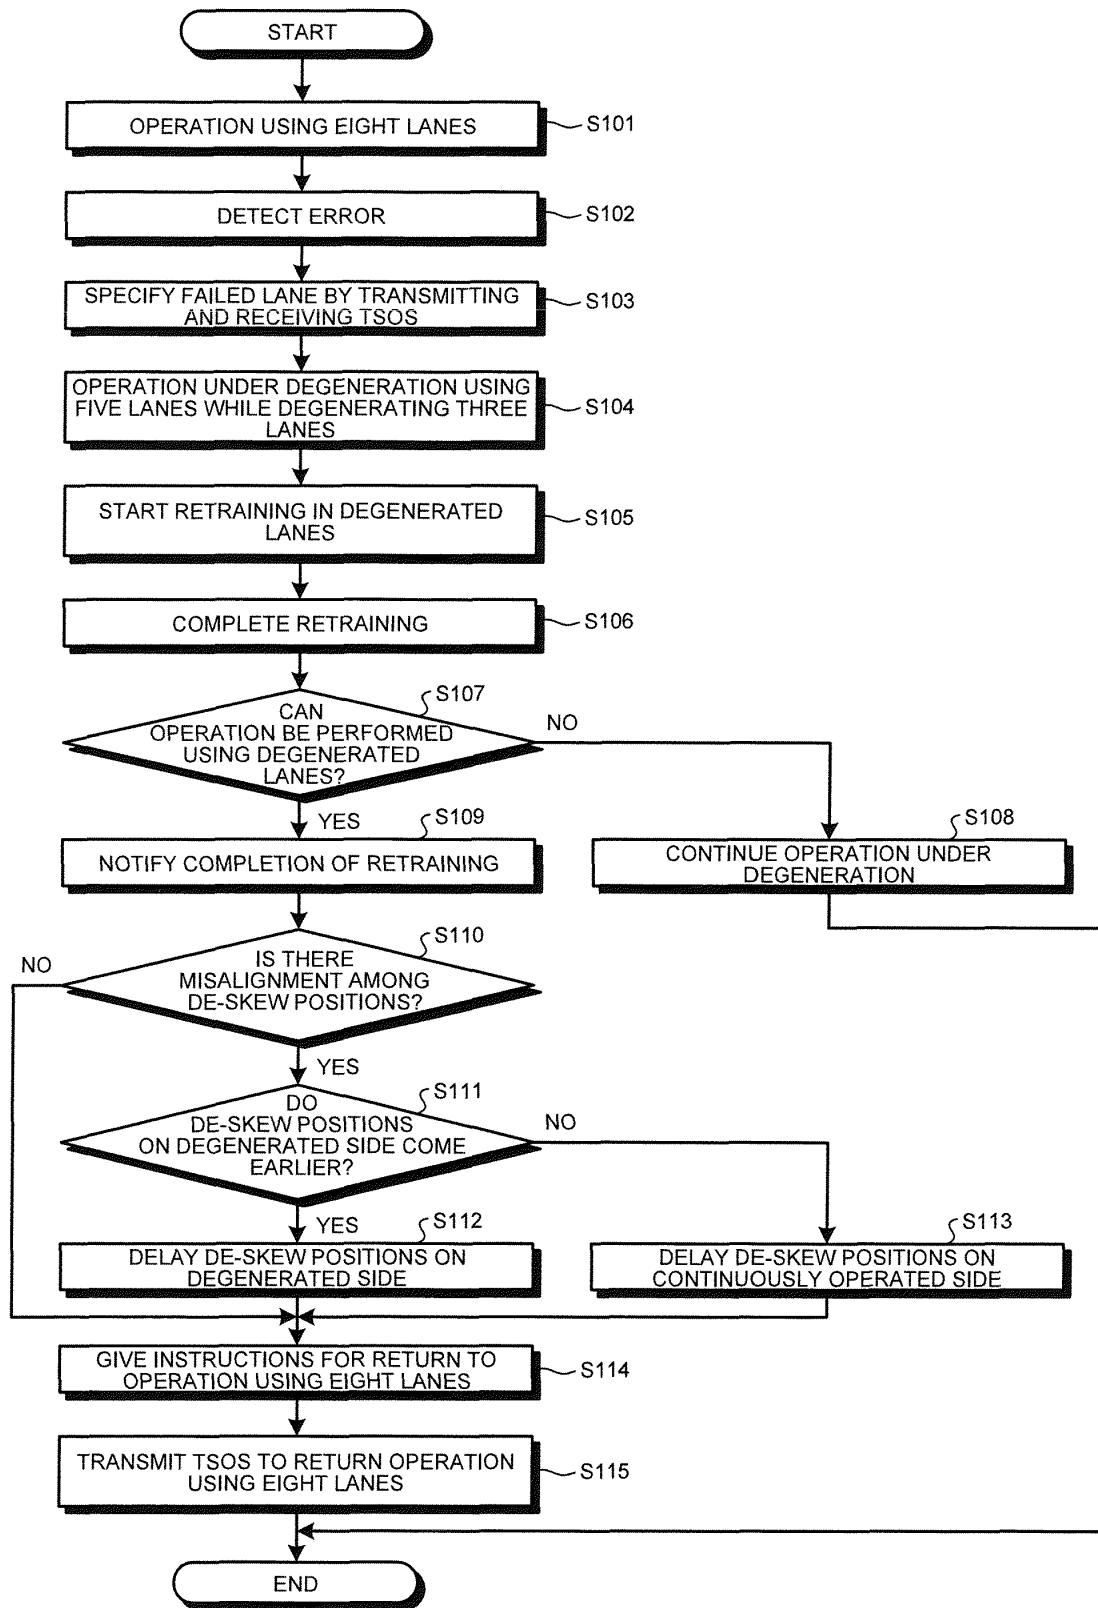 START
OPERATION USING EIGHT LANES
S101
DETECT ERROR
S102
SPECIFY FAILED LANE BY TRANSMITTING
AND RECEIVING TSOS
S103
OPERATION UNDER DEGENERATION USING
FIVE LANES WHILE DEGENERATING THREE
LANES
S104
START RETRAINING IN DEGENERATED
LANES
S105
COMPLETE RETRAINING
S106
S107
CAN
OPERATION BE PERFORMED
USING DEGENERATED
LANES?
NO
YES
S109
NOTIFY COMPLETION OF RETRAINING
S108
CONTINUE OPERATION UNDER
DEGENERATION
S110
NO
IS THERE
MISALIGNMENT AMONG
DE-SKEW POSITIONS?
YES
S111
DO
DE-SKEW POSITIONS
ON DEGENERATED SIDE COME
EARLIER?
NO
YES
S112
DELAY DE-SKEW POSITIONS ON
DEGENERATED SIDE
S113
DELAY DE-SKEW POSITIONS ON
CONTINUOUSLY OPERATED SIDE
GIVE INSTRUCTIONS FOR RETURN TO
OPERATION USING EIGHT LANES
S114
TRANSMIT TSOS TO RETURN OPERATION
USING EIGHT LANES
S115
END